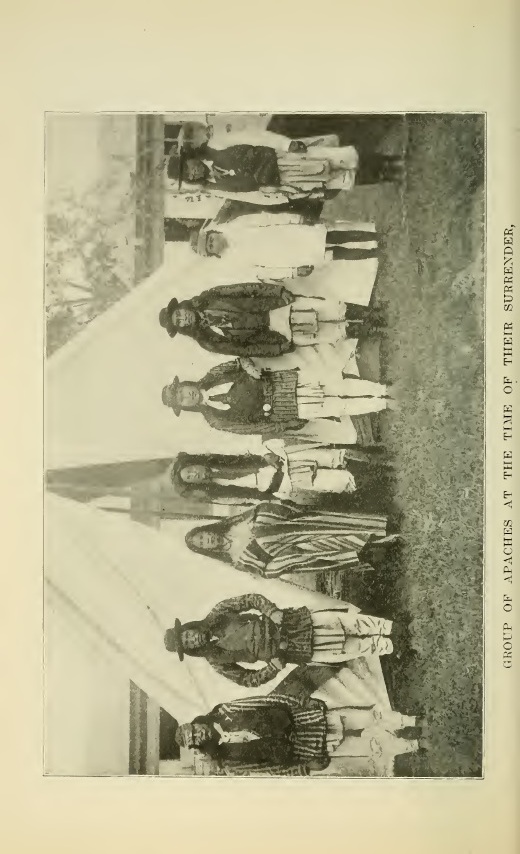 GROUP OF APACHES AT THE TIME OF THEIR SURRENDER,